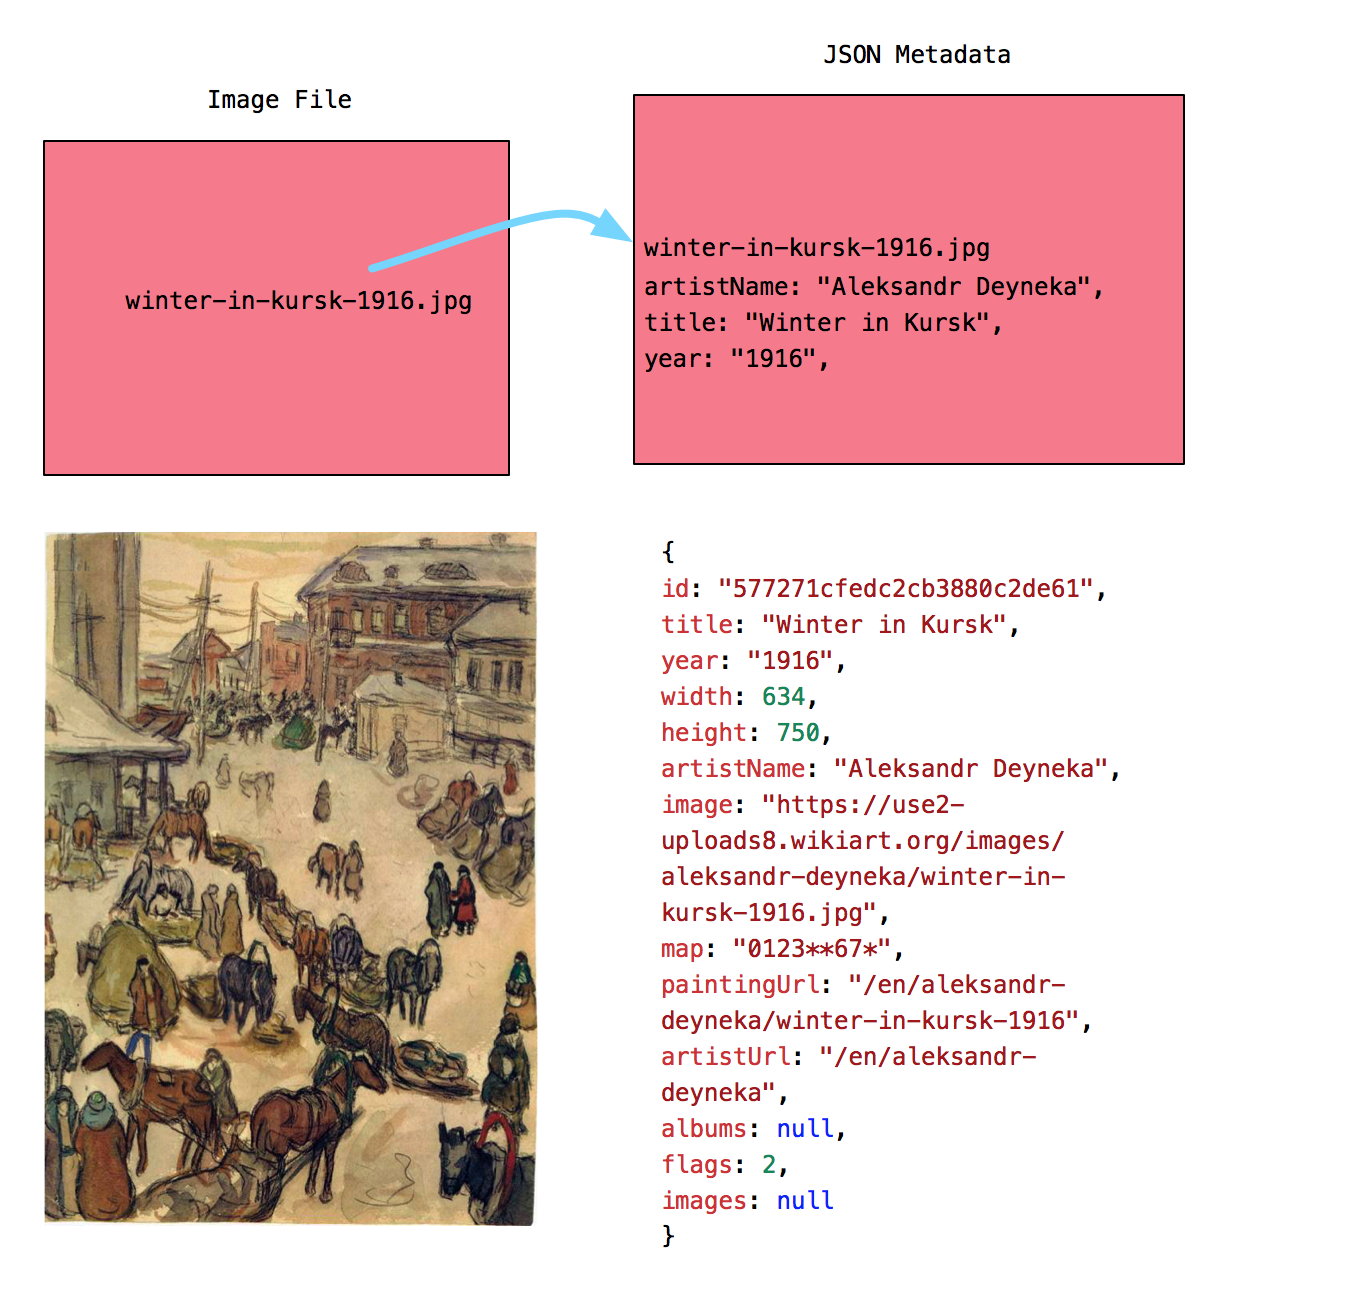 JSON Metadata
Image File
winter-in-kursk-1916.jpg
winter-in-kursk-1916.jpg
artistName: "Aleksandr Deyneka",
title: "Winter in Kursk",
year: "1916",
{
id: "577271cfedc2cb3880c2de61",
title: "Winter in Kursk",
year: "1916",
width: 634,
height: 750,
artistName: "Aleksandr Deyneka",
image: "https://use2-
uploads8.wikiart.org/images/
aleksandr-deyneka/winter-in-
kursk-1916.jpg",
map: "0123**67*",
paintingUrl: "/en/aleksandr-
deyneka/winter-in-kursk-1916",
artistUrl: "/en/aleksandr-
deyneka",
albums: null,
flags: 2,
images: null
}